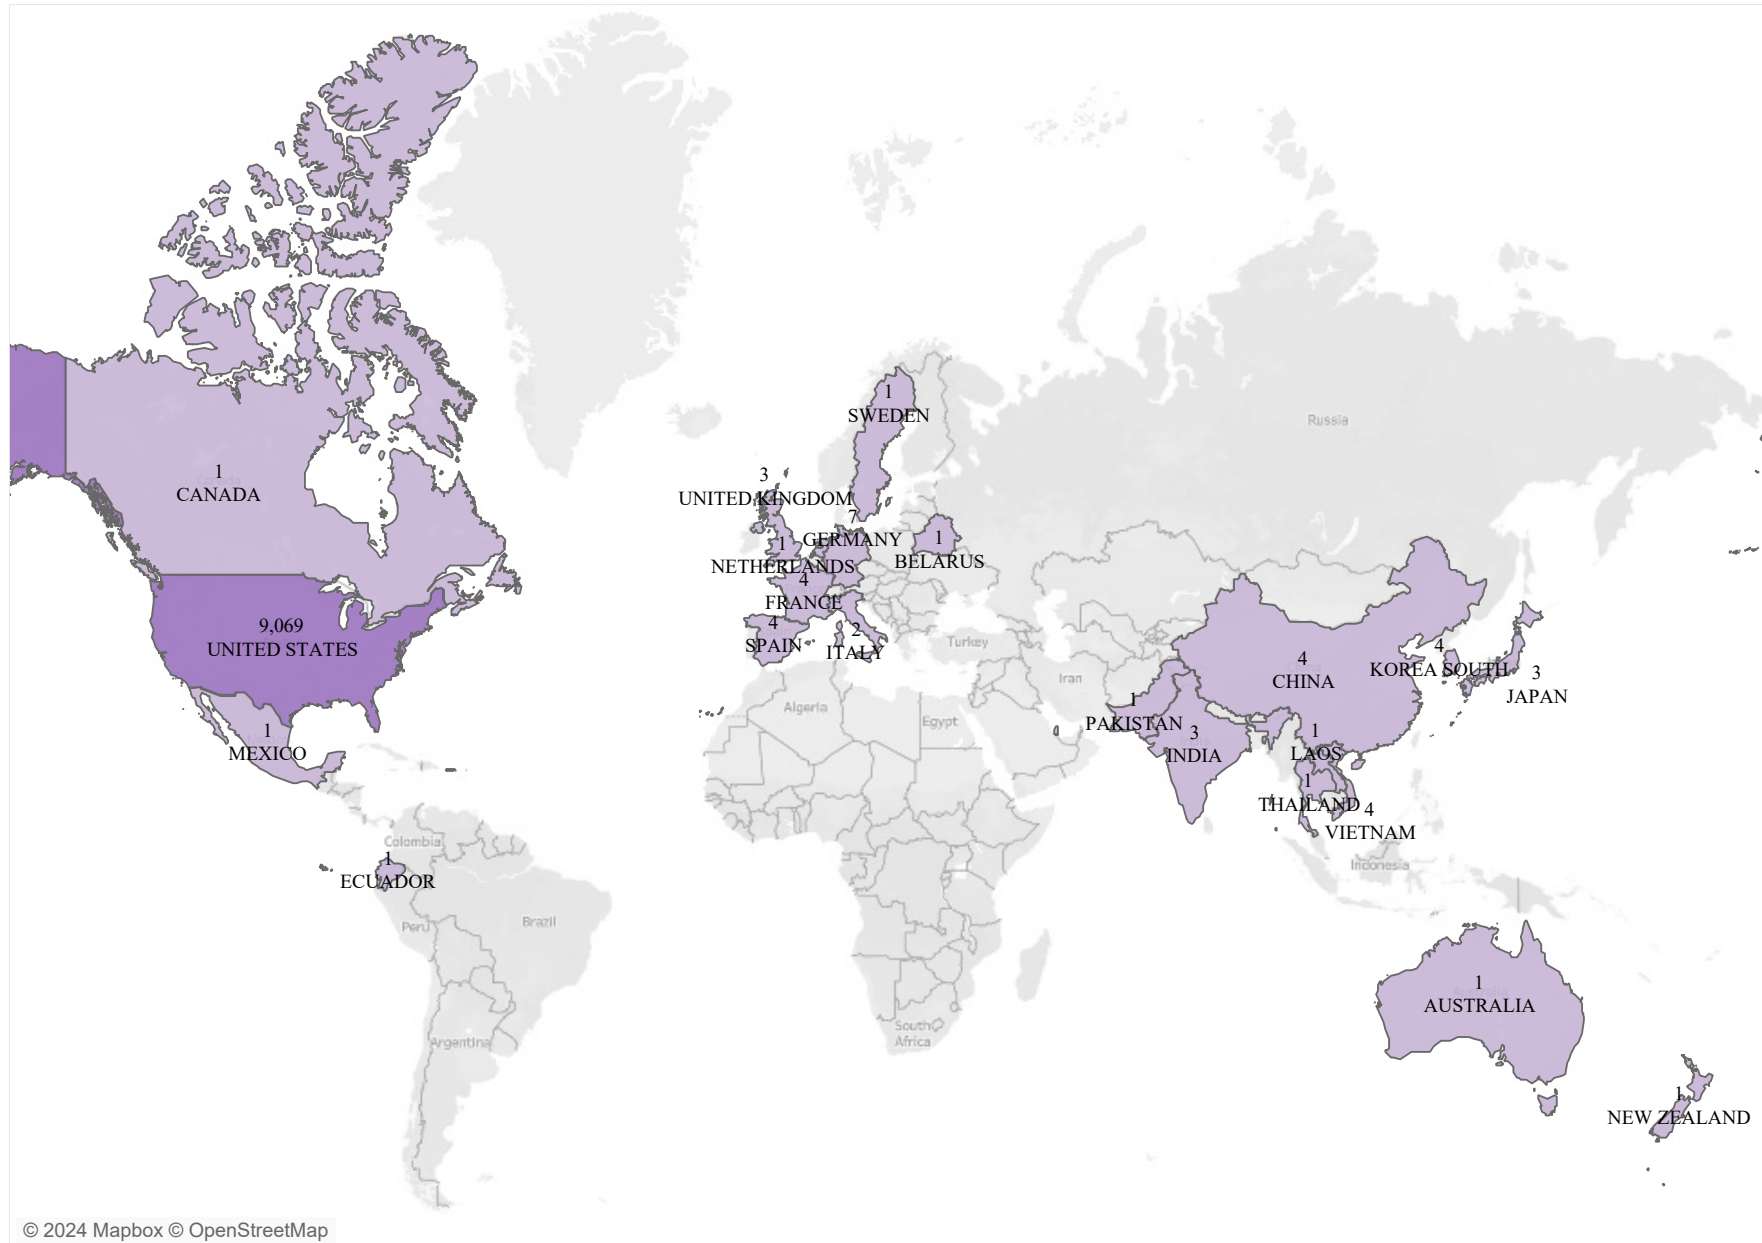 1
SWEDEN
Russia
1
CANADA
3
UNITED KINGDOM
7
GERMANY
1
NETHERLANDS
1
BELARUS
4
FRANCE
9,069
UNITED STATES
4
SPAIN
2
ITALY
Turkey
4
CHINA
4
KOREA SOUTH
3
JAPAN
Iran
Algeria
Egypt
1
PAKISTAN
3
INDIA
1
LAOS
1
MEXICO
1
THAILAND
4
VIETNAM
Colombia
1
ECUADOR
Indonesia
Peru
Brazil
1
AUSTRALIA
South
Africa
Argentina
1
NEW ZEALAND
© 2024 Mapbox © OpenStreetMap